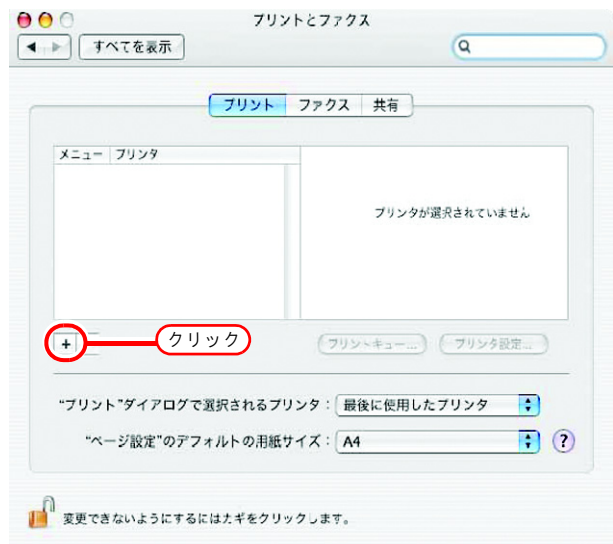 プリントとファクス
すべてを表示
プリント ファクス 共有
メニュー プリンタ
プリンタが選択されていません
+
クリック
プリントキュー... プリンタ設定...
"プリント"ダイアログで選択されるプリンタ： 最後に使用したプリンタ
"ページ設定"のデフォルトの用紙サイズ： A4 ?
変更できないようにするにはカギをクリックします。